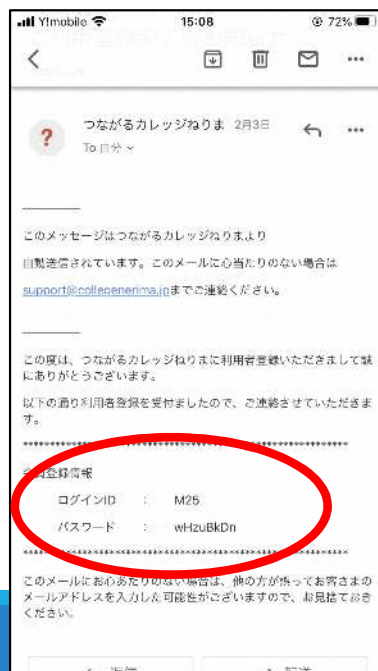 Y!mobile 15:08 72%
つながるカレッジねりま 2月3日
To 自分
このメッセージはつながるカレッジねりまより
自動送信されています。このメールに心当たりのない場合は
support@collegenerima.jpまでご連絡ください。
この度は、つながるカレッジねりまに利用者登録いただきまして誠
にありがとうございます。
以下の通り利用者登録を受付ましたので、ご連絡させていただきま
す。
**************************************************
会員登録情報
ログインID : M25
パスワード : wHzuBkDn
**************************************************
このメールにお心あたりのない場合は、他の方が誤ってお客さまの
メールアドレスを入力した可能性がございますので、お見捨ておき
ください。